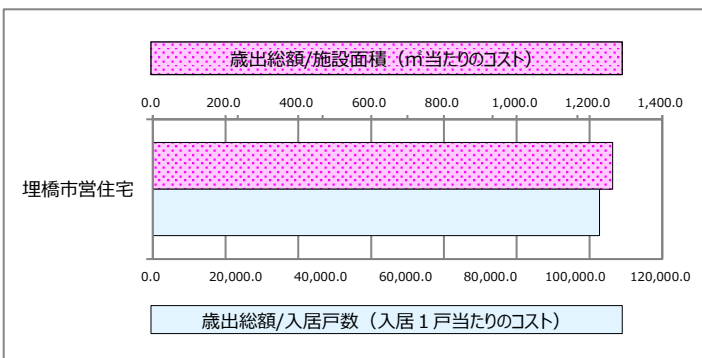 歳出総額/施設面積（㎡当たりのコスト）
0.0 200.0 400.0 600.0 800.0 1,000.0 1,200.0 1,400.0
埋橋市営住宅
0.0 20,000.0 40,000.0 60,000.0 80,000.0 100,000.0 120,000.0
歳出総額/入居戸数（入居１戸当たりのコスト）